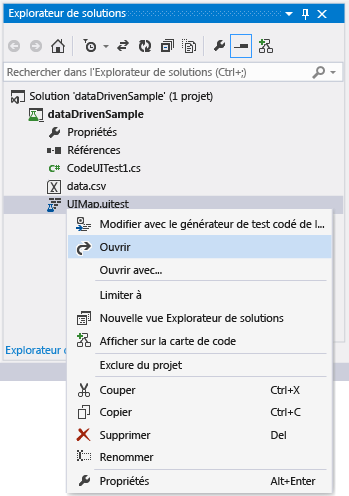 Explorateur de solutions
Rechercher dans l'Explorateur de solutions (Ctrl+;)
Solution 'dataDrivenSample' (1 projet)
dataDrivenSample
Propriétés
Références
C# CodeUITest1.cs
data.csv
UIMap.uitest
Modifier avec le générateur de test codé de l...
Ouvrir
Ouvrir avec...
Limiter à
Nouvelle vue Explorateur de solutions
Afficher sur la carte de code
Explorateur
Exclure du projet
Couper Ctrl+X
Copier Ctrl+C
Supprimer Del
Renommer
Propriétés Alt+Enter